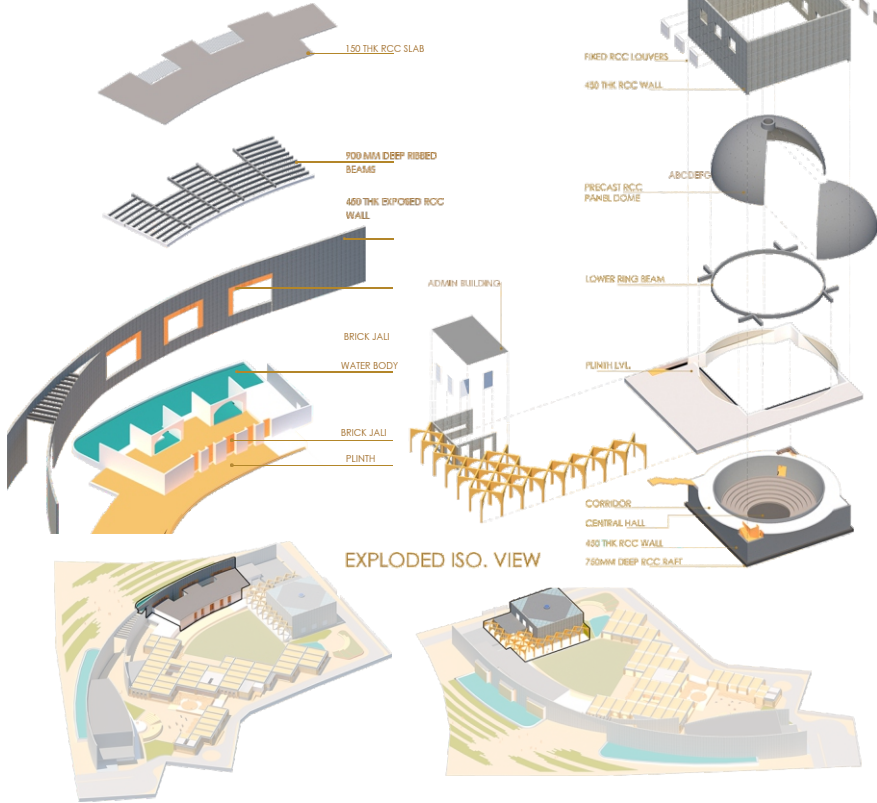 150 THK RCC SLAB
900 MM DEEP RIBBED
BEAMS
450 THK EXPOSED RCC
WALL
BRICK JALI
WATER BODY
BRICK JALI
PLINTH
ADMIN BUILDING
FIXED RCC LOUVERS
450 THK RCC WALL
ABCDEFG
PRECAST RCC
PANEL DOME
LOWER RING BEAM
PLINTH LVL.
CORRIDOR
CENTRAL HALL
450 THK RCC WALL
750MM DEEP RCC RAFT
EXPLODED ISO. VIEW